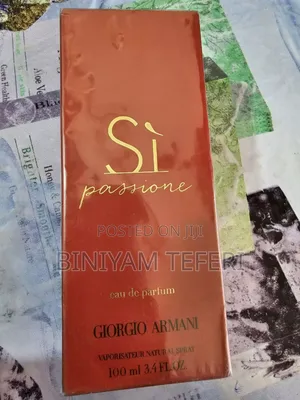 Sì
passione
POSTED ON JIJI
BINIYAM TEFERI
eau de parfum
GIORGIO ARMANI
VAPORISATEUR NATURAL SPRAY
100 ml 3.4 FL.OZ.